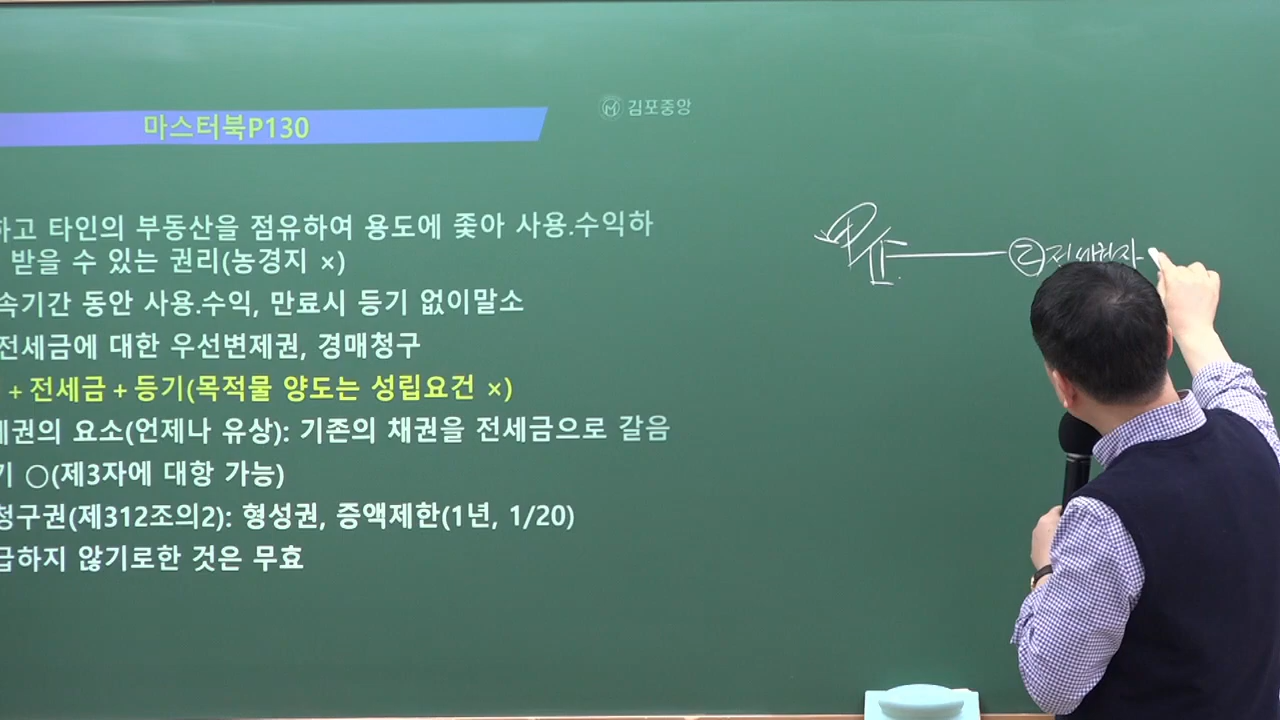 김포중앙
마스터북P130
하고 타인의 부동산을 점유하여 용도에 좇아 사용.수익하
받을 수 있는 권리(농경지 ×)
속기간 동안 사용.수익, 만료시 등기 없이말소
전세금에 대한 우선변제권, 경매청구
+ 전세금 + 등기(목적물 양도는 성립요건 ×)
세권의 요소(언제나 유상): 기존의 채권을 전세금으로 갈음
기 ○(제3자에 대항 가능)
청구권(제312조의2): 형성권, 증액제한(1년, 1/20)
급하지 않기로한 것은 무효
전세권자